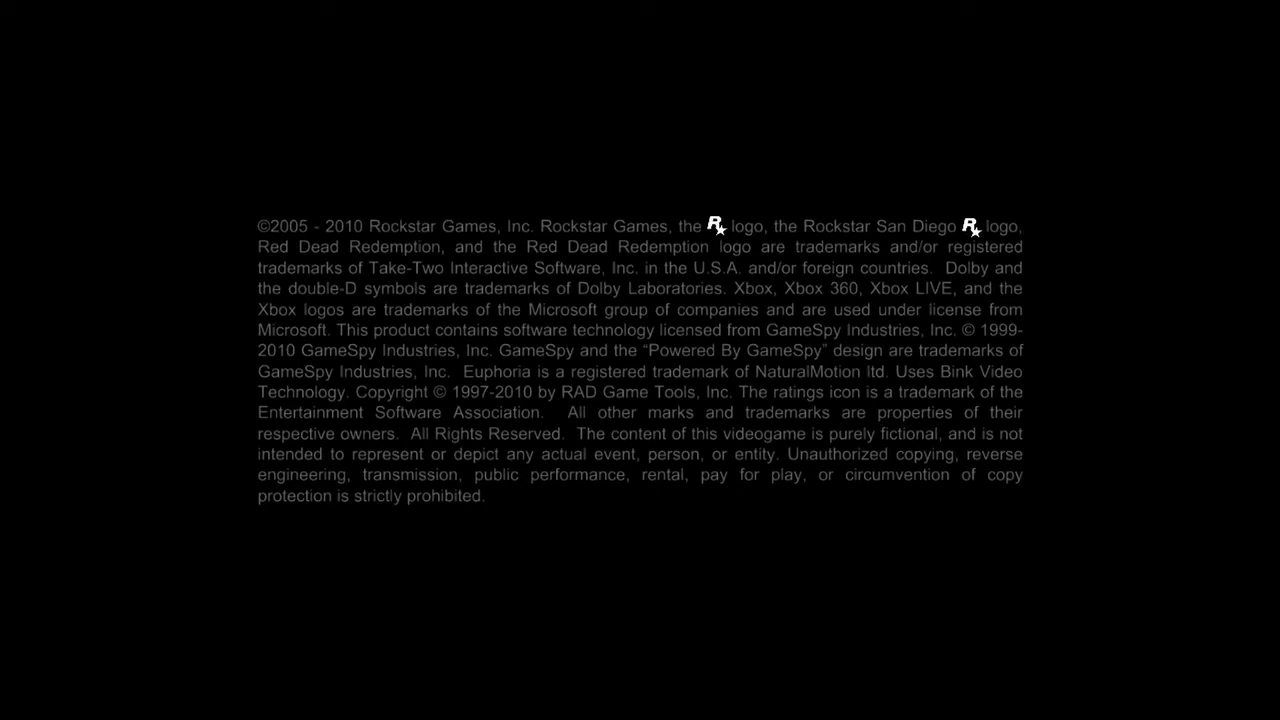 ©2005 - 2010 Rockstar Games, Inc. Rockstar Games, the R logo, the Rockstar San Diego R logo,
Red Dead Redemption, and the Red Dead Redemption logo are trademarks and/or registered
trademarks of Take-Two Interactive Software, Inc. in the U.S.A. and/or foreign countries. Dolby and
the double-D symbols are trademarks of Dolby Laboratories. Xbox, Xbox 360, Xbox LIVE, and the
Xbox logos are trademarks of the Microsoft group of companies and are used under license from
Microsoft. This product contains software technology licensed from GameSpy Industries, Inc. © 1999-
2010 GameSpy Industries, Inc. GameSpy and the “Powered By GameSpy” design are trademarks of
GameSpy Industries, Inc. Euphoria is a registered trademark of NaturalMotion ltd. Uses Bink Video
Technology. Copyright © 1997-2010 by RAD Game Tools, Inc. The ratings icon is a trademark of the
Entertainment Software Association. All other marks and trademarks are properties of their
respective owners. All Rights Reserved. The content of this videogame is purely fictional, and is not
intended to represent or depict any actual event, person, or entity. Unauthorized copying, reverse
engineering, transmission, public performance, rental, pay for play, or circumvention of copy
protection is strictly prohibited.